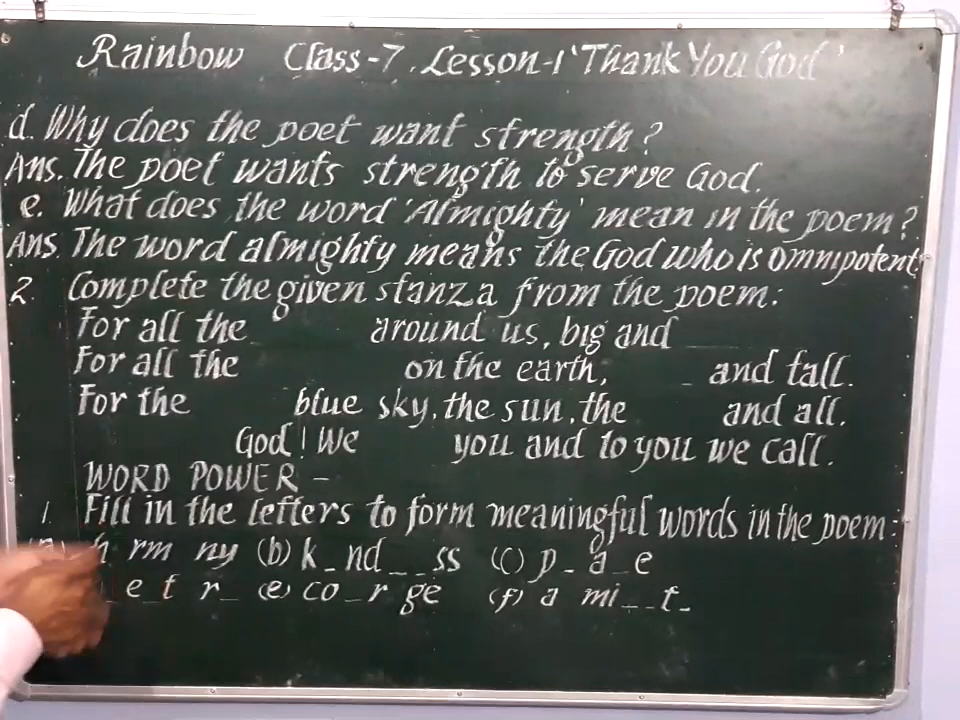 Rainbow Class-7, Lesson-1 'Thank You God'
d. Why does the poet want strength?
Ans. The poet wants strength to serve God.
e. What does the word 'Almighty' mean in the poem?
Ans. The word almighty means the God who is omnipotent.
2. Complete the given stanza from the poem:
For all the around us, big and
For all the on the earth, _ and tall.
For the blue sky, the sun, the and all.
God! We you and to you we call.
WORD POWER -
1. Fill in the letters to form meaningful words in the poem:
h rm ny (b) k_nd__ss (c) p_a_e
_e_t r_ (e) co_r ge (f) a mi__t_